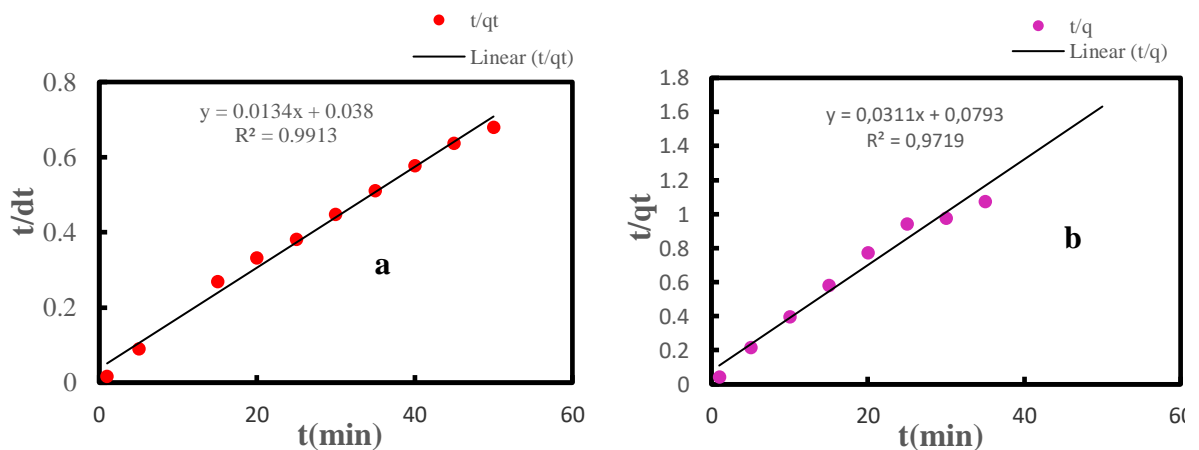 t/qt
Linear (t/qt)
y = 0.0134x + 0.038
R² = 0.9913
t/dt
0.8
0.6
0.4
0.2
0
a
0 20 40 60
t(min)
t/q
Linear (t/q)
y = 0,0311x + 0,0793
R² = 0,9719
t/qt
1.8
1.6
1.4
1.2
1
0.8
0.6
0.4
0.2
0
b
0 20 40 60
t(min)